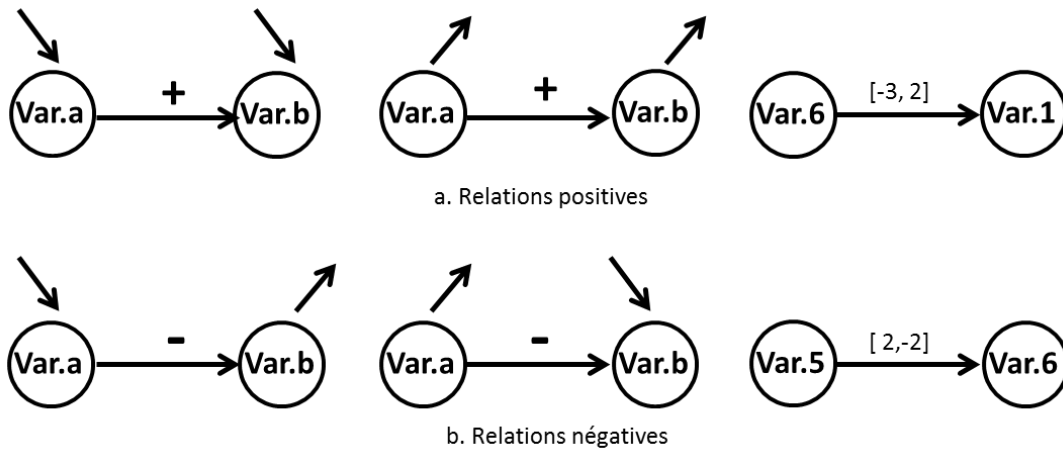 + + [-3, 2]
Var.a Var.b Var.a Var.b Var.6 Var.1
a. Relations positives
- - [ 2,-2]
Var.a Var.b Var.a Var.b Var.5 Var.6
b. Relations négatives